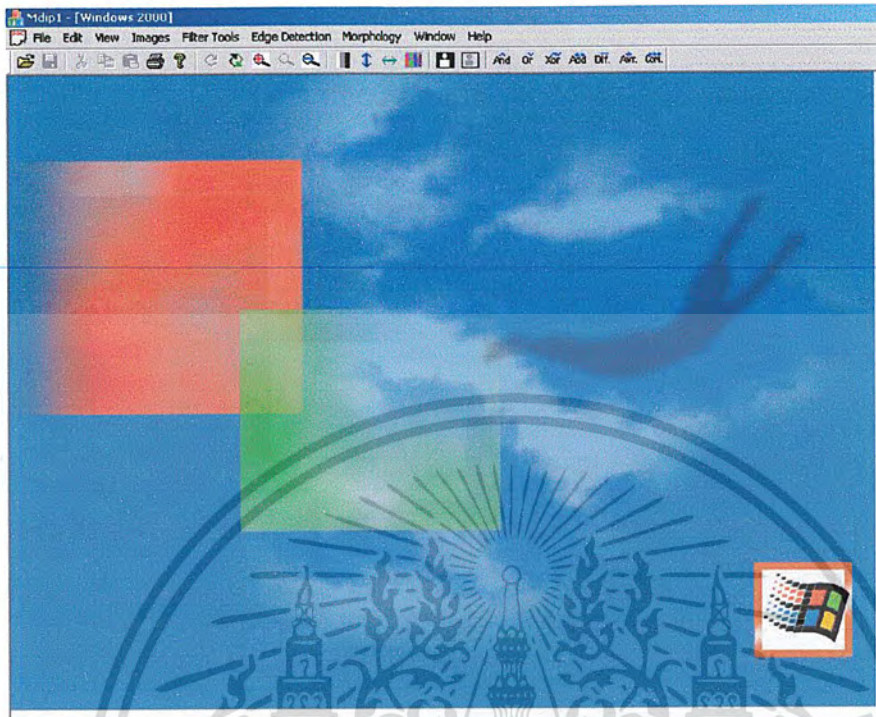 Mdip1 - [Windows 2000]
File Edit View Images Filter Tools Edge Detection Morphology Window Help
And Or Xor Add Dif. Cont.